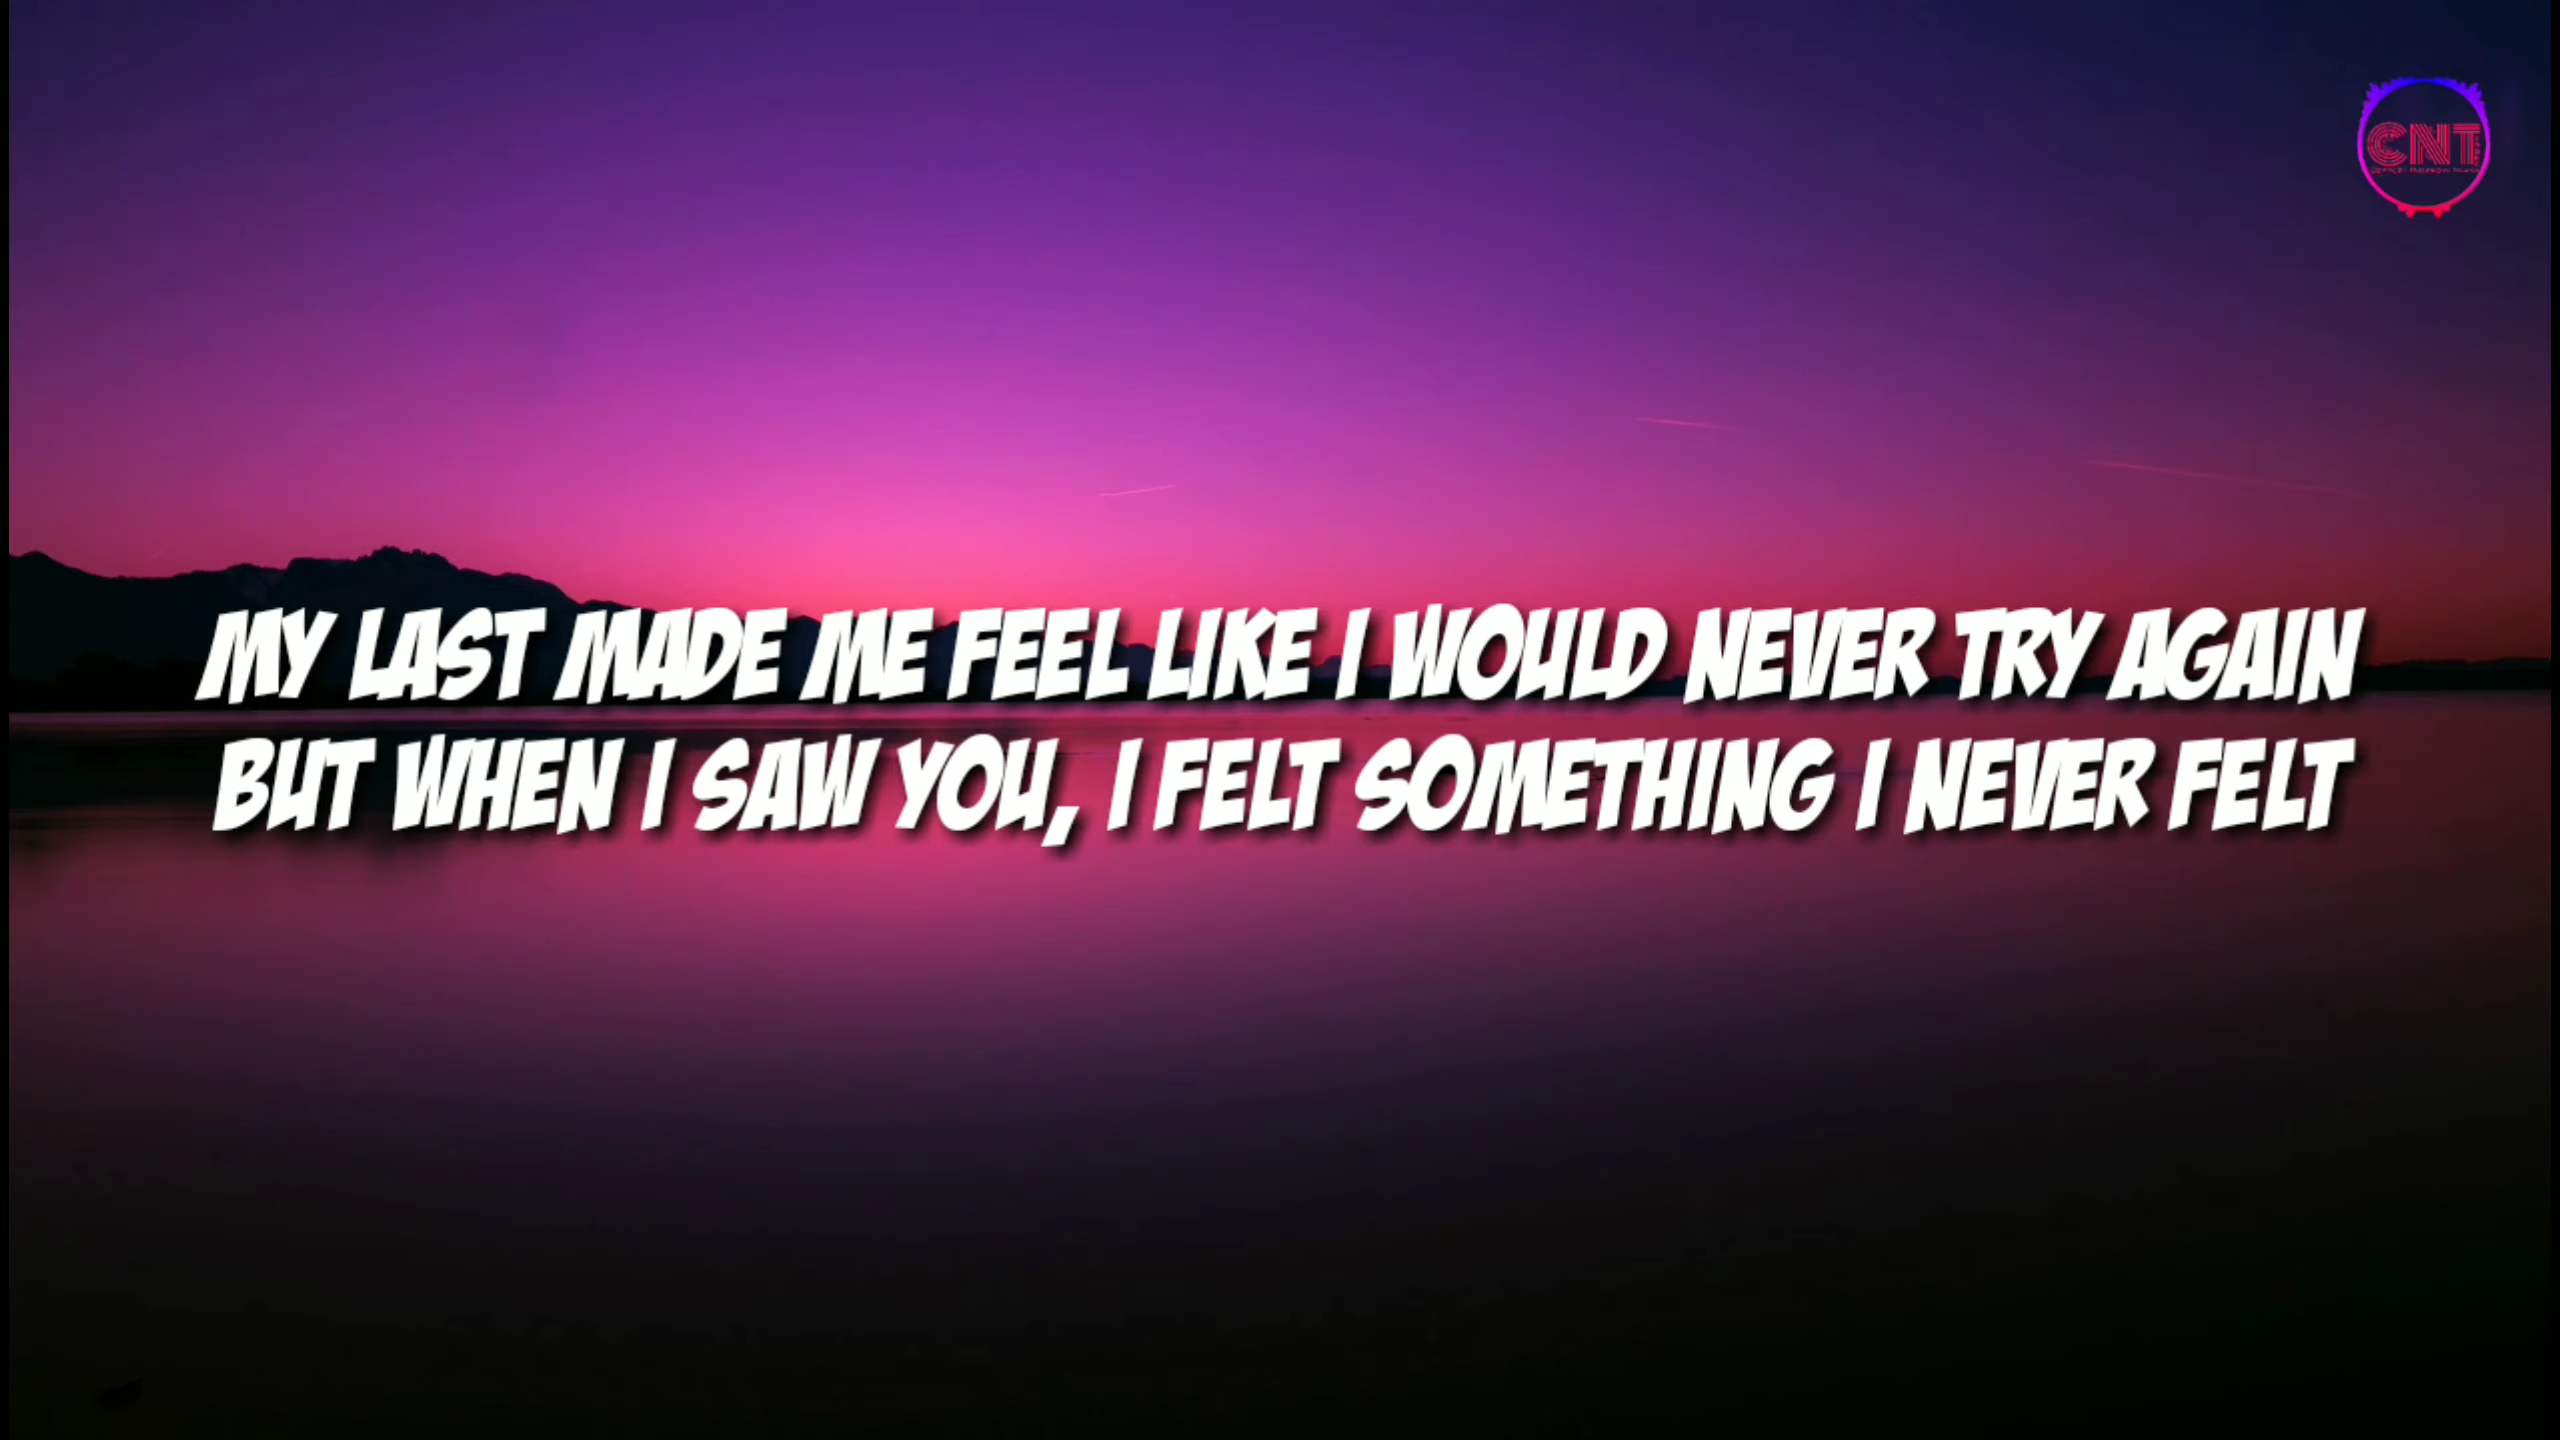 CNT
MY LAST MADE ME FEEL LIKE I WOULD NEVER TRY AGAIN
BUT WHEN I SAW YOU, I FELT SOMETHING I NEVER FELT